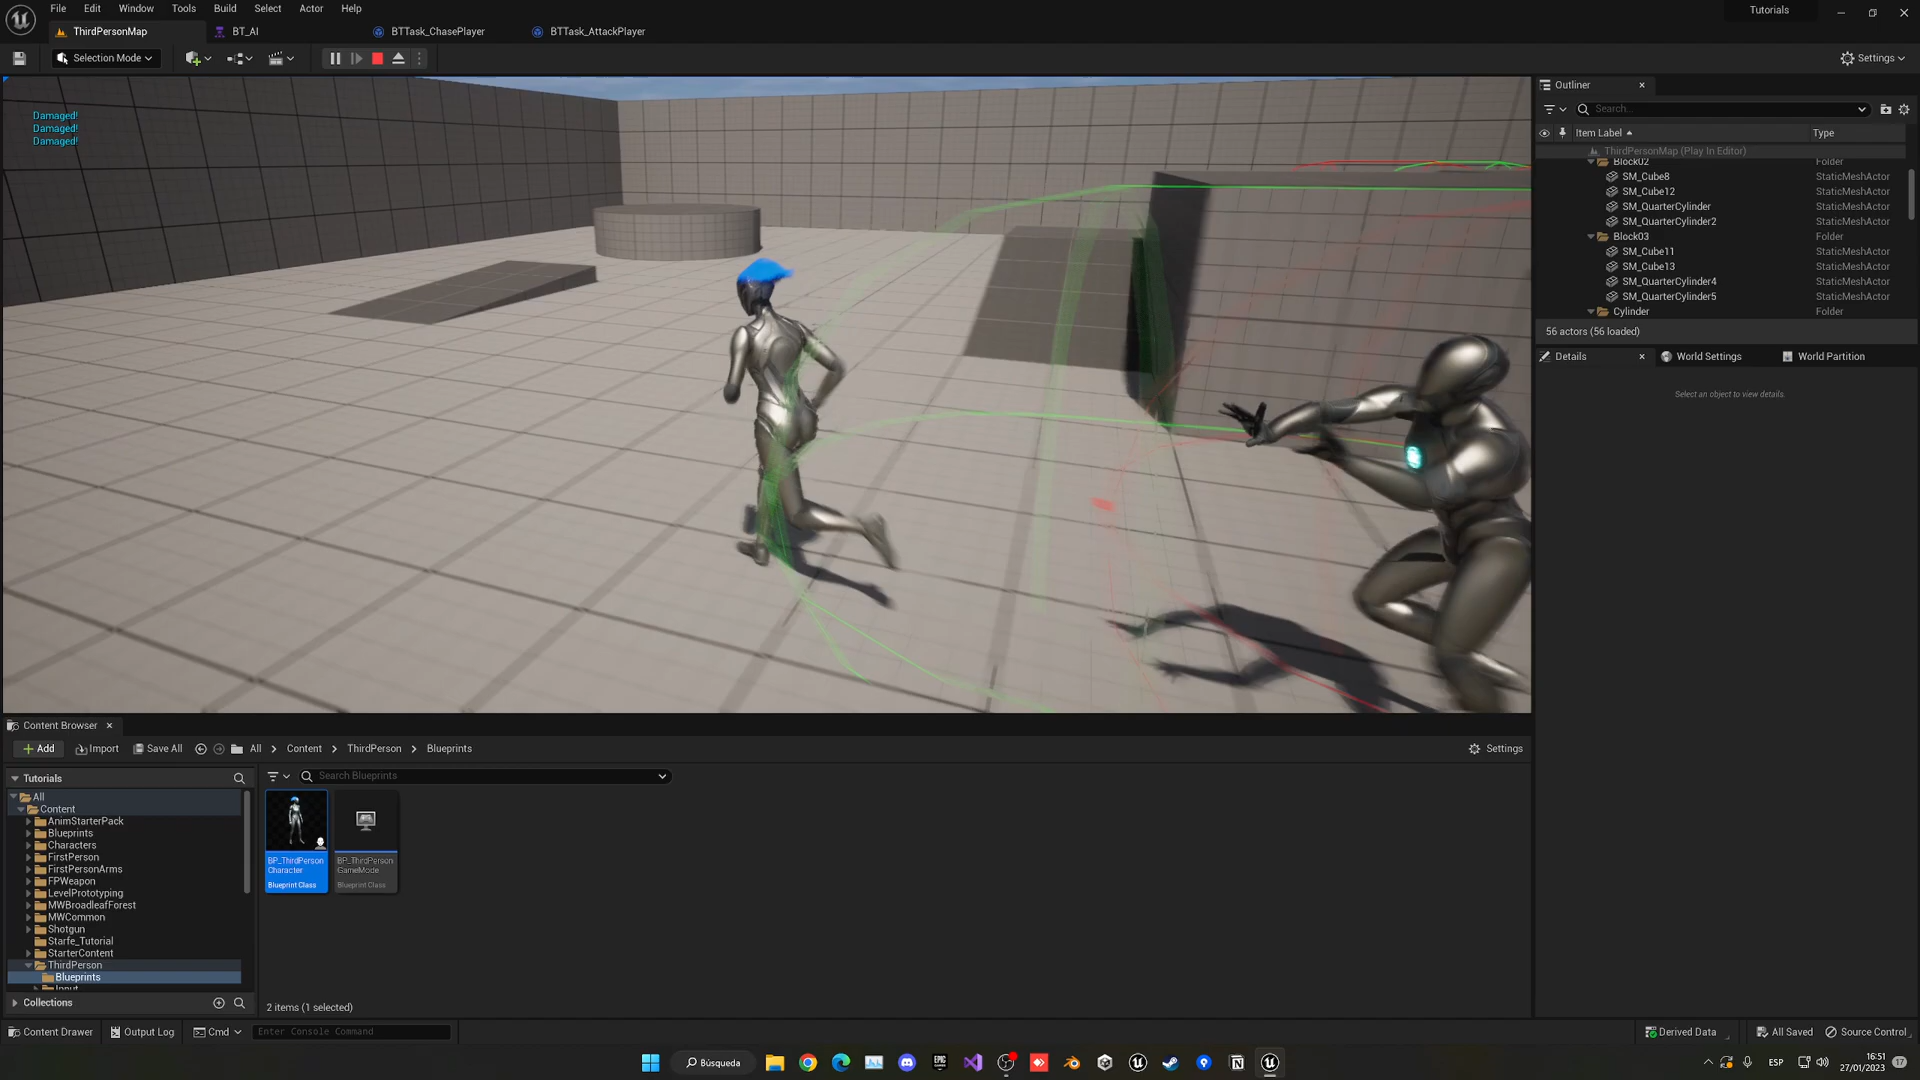 File Edit Window Tools Build Select Actor Help
Tutorials
ThirdPersonMap
BT_AI
BTTask_ChasePlayer
BTTask_AttackPlayer
Selection Mode
Settings
Damaged!
Damaged!
Damaged!
Outliner
Search...
Item Label
Type
ThirdPersonMap (Play In Editor)
Block02 Folder
SM_Cube8 StaticMeshActor
SM_Cube12 StaticMeshActor
SM_QuarterCylinder StaticMeshActor
SM_QuarterCylinder2 StaticMeshActor
Block03 Folder
SM_Cube11 StaticMeshActor
SM_Cube13 StaticMeshActor
SM_QuarterCylinder4 StaticMeshActor
SM_QuarterCylinder5 StaticMeshActor
Cylinder Folder
56 actors (56 loaded)
Details
World Settings
World Partition
Select an object to view details.
Content Browser
Add
Import
Save All
All
Content
ThirdPerson
Blueprints
Settings
Tutorials
Search Blueprints
All
Content
AnimStarterPack
Blueprints
Characters
FirstPerson
FirstPersonArms
FPWeapon
LevelPrototyping
MWBroadleafForest
MWCommon
Shotgun
Starfe_Tutorial
StarterContent
ThirdPerson
Blueprints
Input
Collections
BP_ThirdPerson
Character
Blueprint Class
BP_ThirdPerson
GameMode
Blueprint Class
2 items (1 selected)
Content Drawer
Output Log
Cmd
Enter Console Command
Derived Data
All Saved
Source Control
Búsqueda
EPIC
ESP
16:51
27/01/2023
17